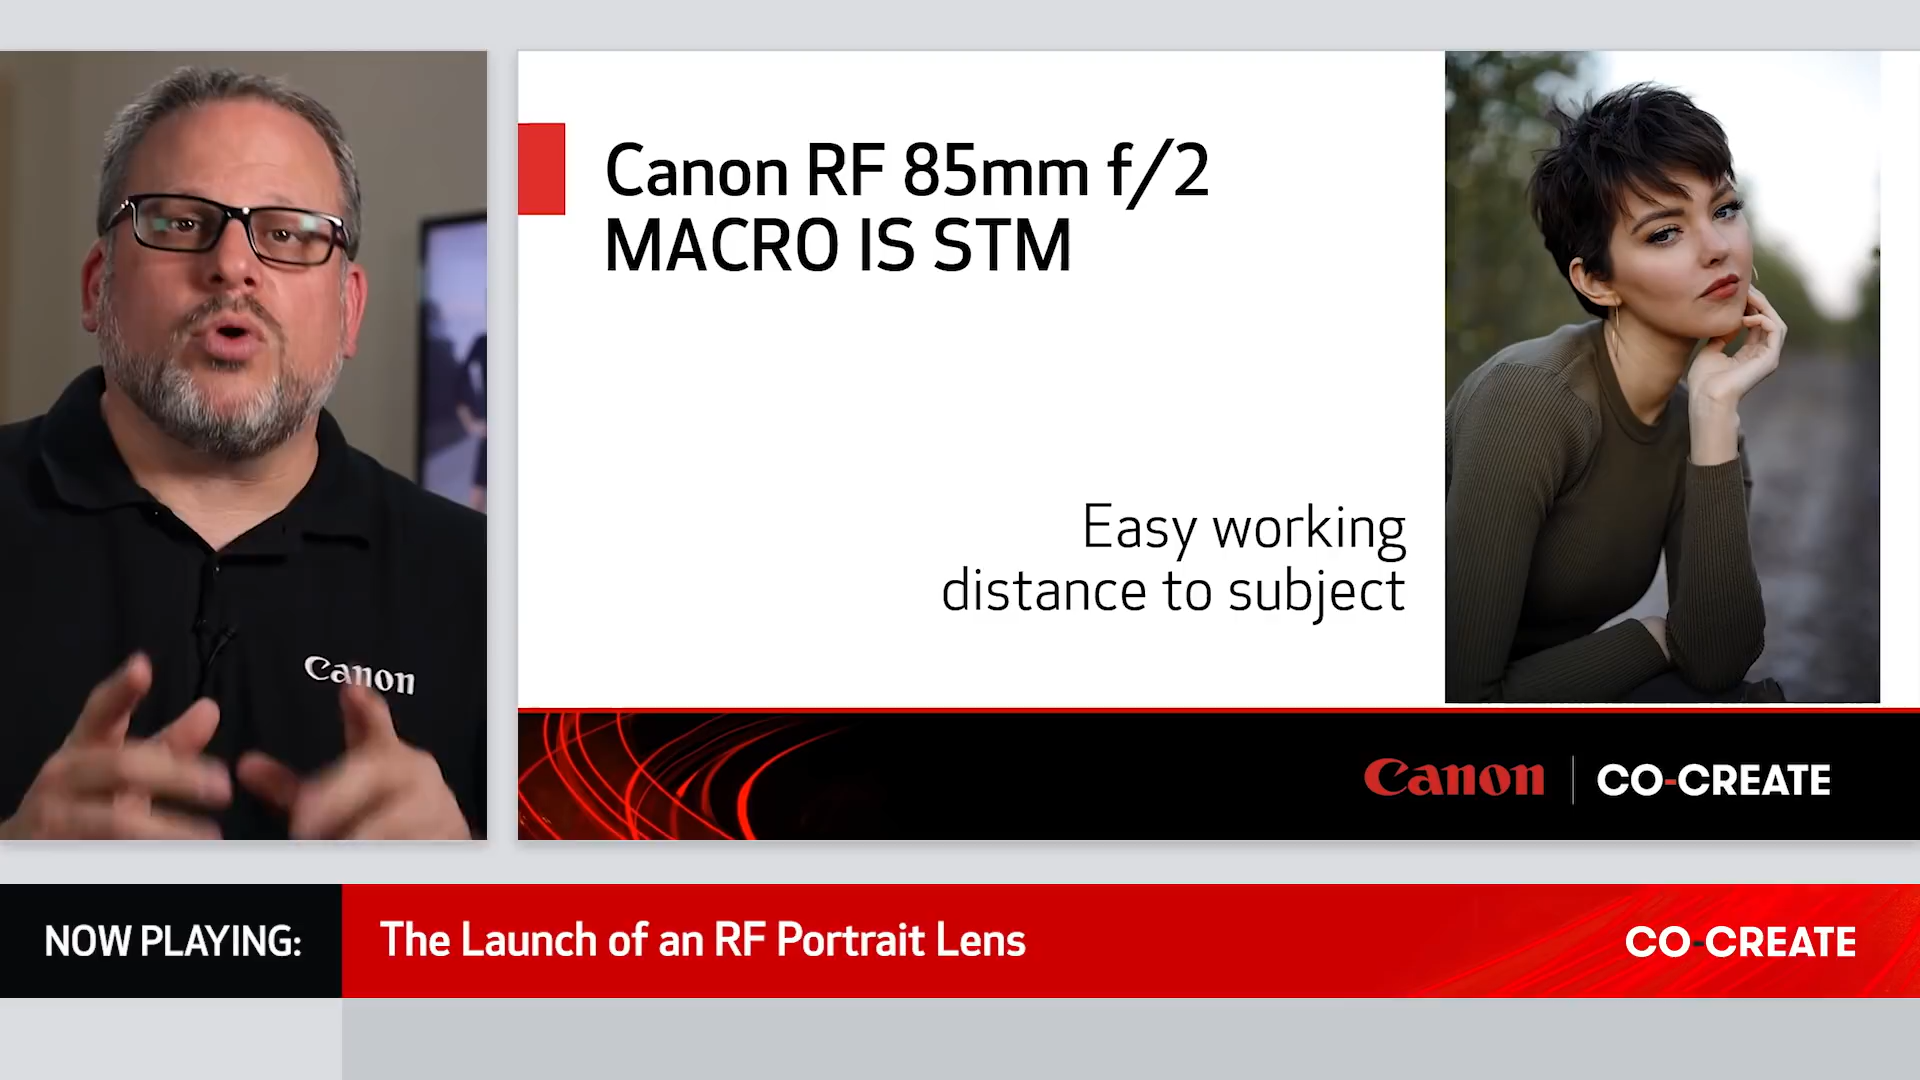 Canon
Canon RF 85mm f/2
MACRO IS STM
Easy working
distance to subject
Canon | CO-CREATE
NOW PLAYING:
The Launch of an RF Portrait Lens
CO-CREATE